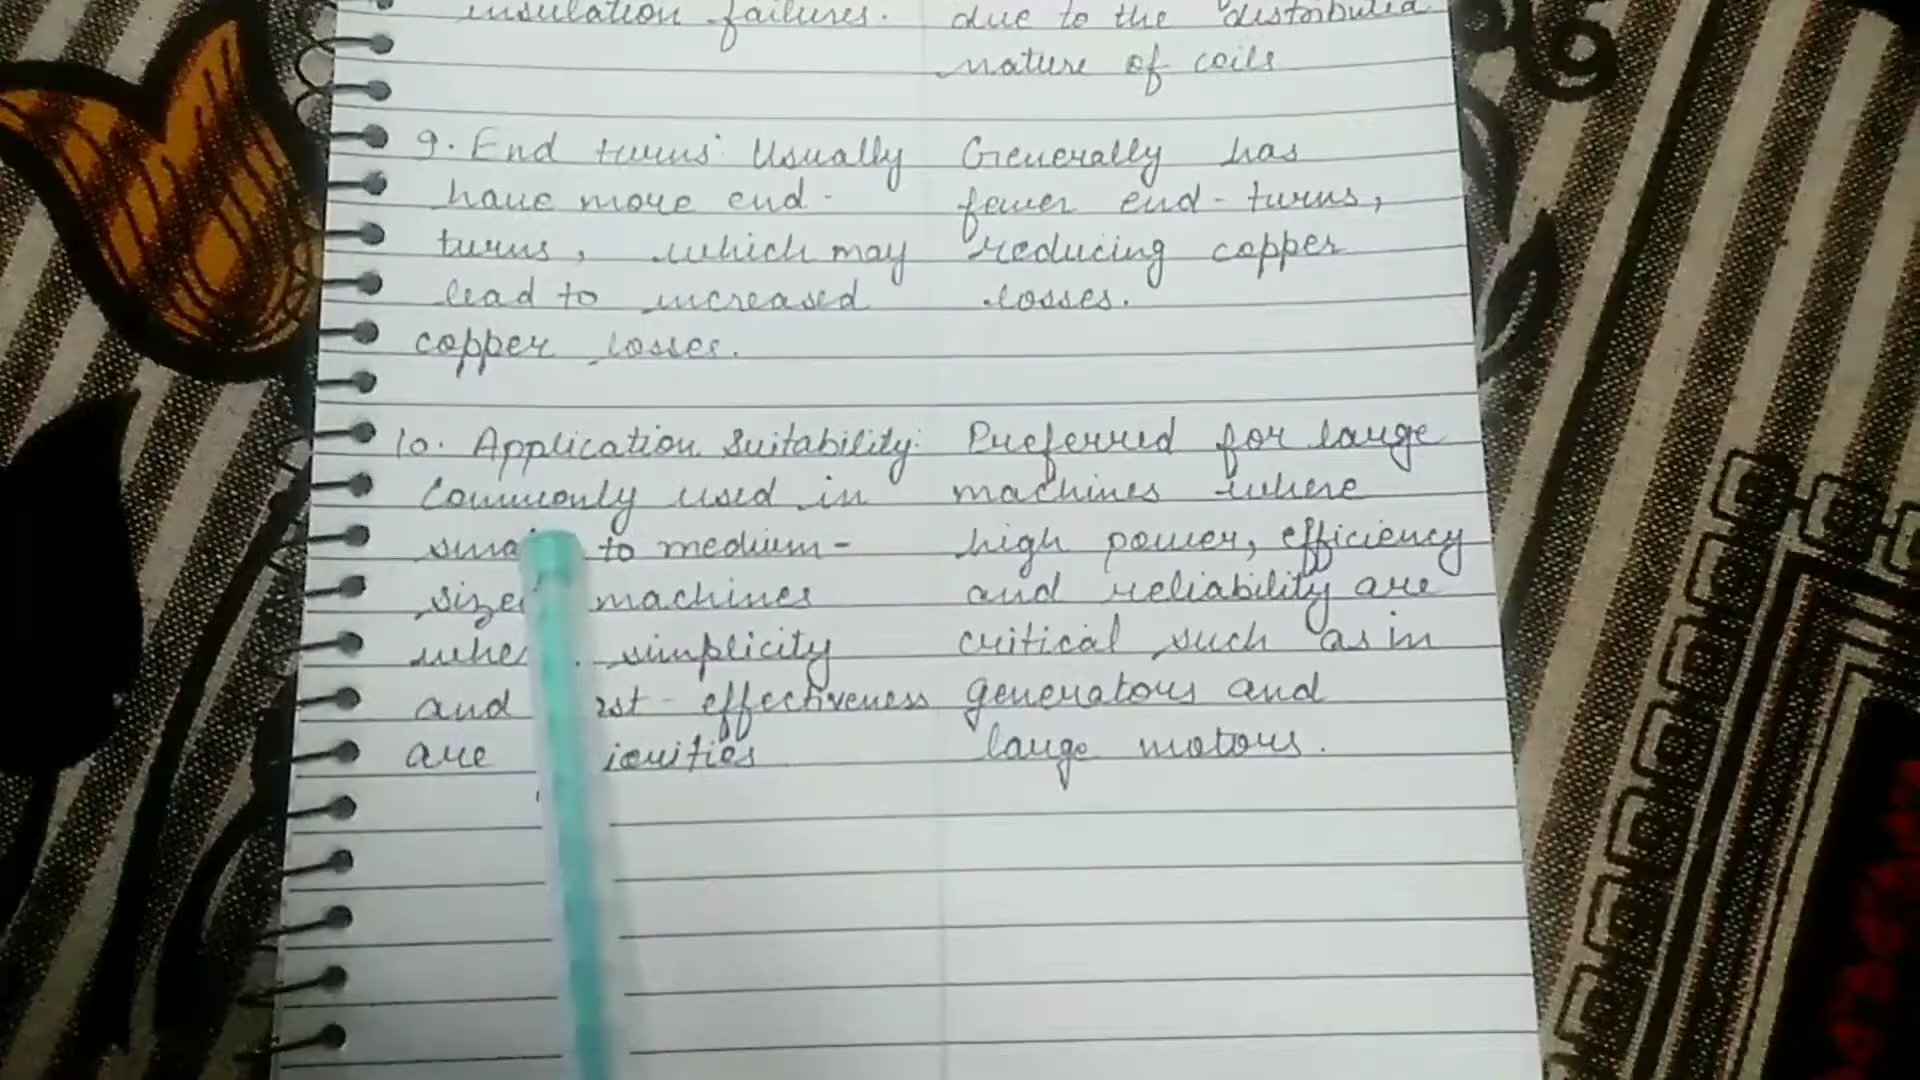 insulation failures.
9. End turns: Usually
have more end-
turns, which may
lead to increased
copper losses.
10. Application Suitability:
Commonly used in
to medium-
machines
simplicity
and effectiveness
are
due to the distributed
nature of coils
Generally has
fewer end-turns,
reducing copper
losses.
Preferred for large
machines where
high power, efficiency
and reliability are
critical such as in
generators and
large motors.